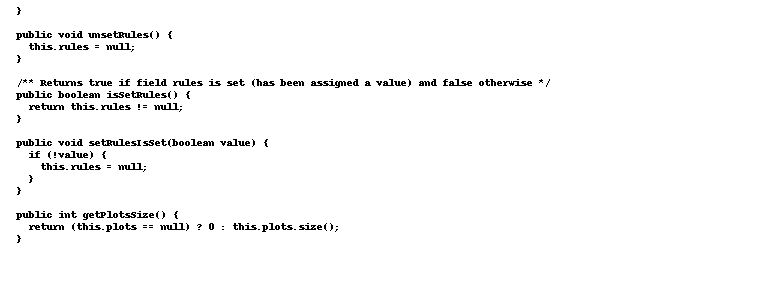 }
public void unsetRules() {
this.rules = null;
}
/** Returns true if field rules is set (has been assigned a value) and false otherwise */
public boolean isSetRules() {
return this.rules != null;
}
public void setRulesIsSet(boolean value) {
if (!value) {
this.rules = null;
}
}
public int getPlotsSize() {
return (this.plots == null) ? 0 : this.plots.size();
}